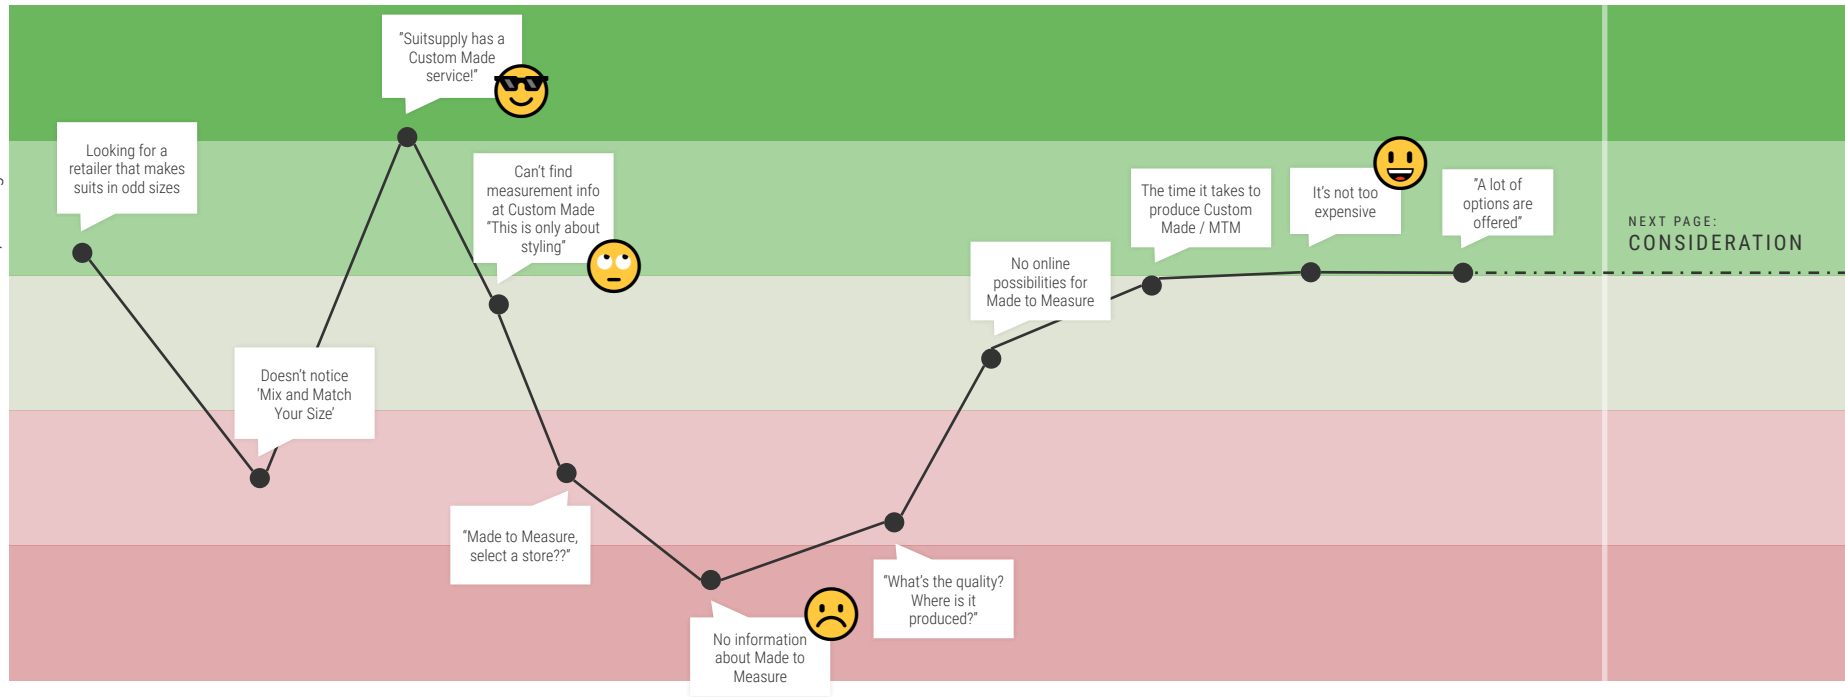 Looking for a
retailer that makes
suits in odd sizes
Doesn't notice
'Mix and Match
Your Size'
"Suitsupply has a
Custom Made
service!"
Can't find
measurement info
at Custom Made
"This is only about
styling"
"Made to Measure,
select a store??"
No information
about Made to
Measure
"What's the quality?
Where is it
produced?"
No online
possibilities for
Made to Measure
The time it takes to
produce Custom
Made / MTM
It's not too
expensive
"A lot of
options are
offered"
NEXT PAGE:
CONSIDERATION